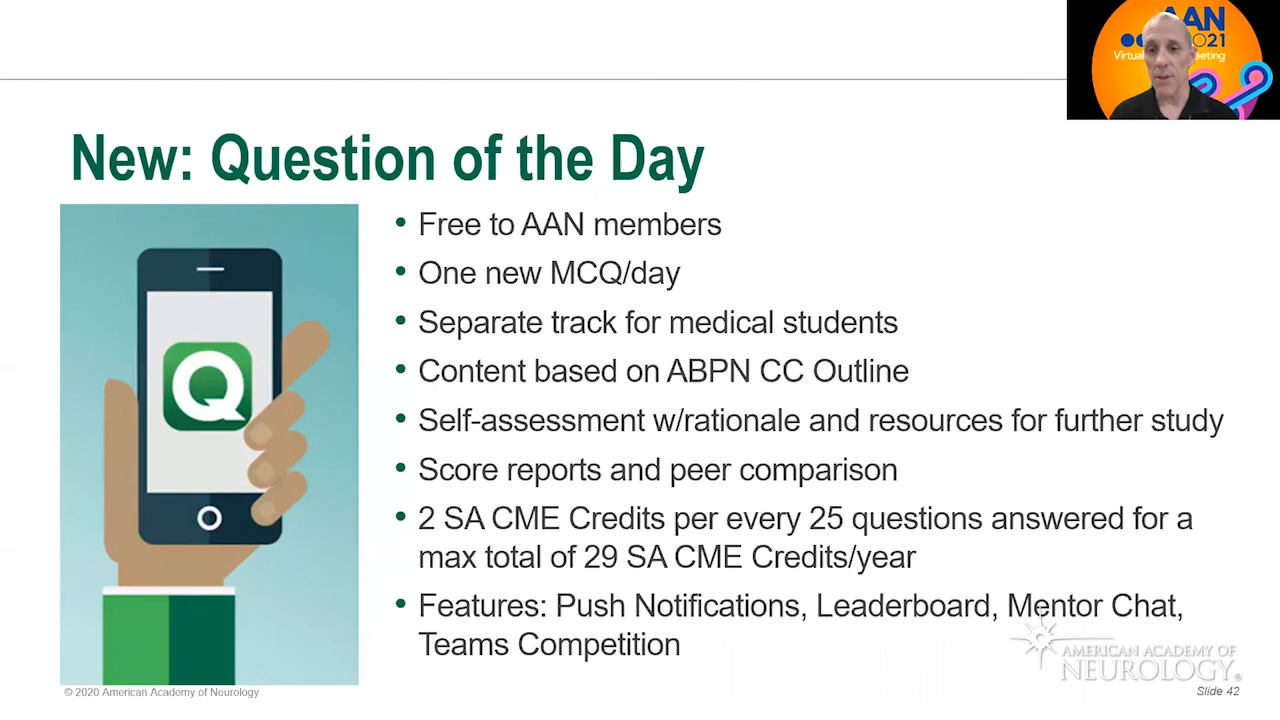 AAN
2021
Virtual
eeting
New: Question of the Day
Q
• Free to AAN members
• One new MCQ/day
• Separate track for medical students
• Content based on ABPN CC Outline
• Self-assessment w/rationale and resources for further study
• Score reports and peer comparison
• 2 SA CME Credits per every 25 questions answered for a
max total of 29 SA CME Credits/year
• Features: Push Notifications, Leaderboard, Mentor Chat,
Teams Competition
AMERICAN ACADEMY OF
NEUROLOGY®
© 2020 American Academy of Neurology
Slide 42